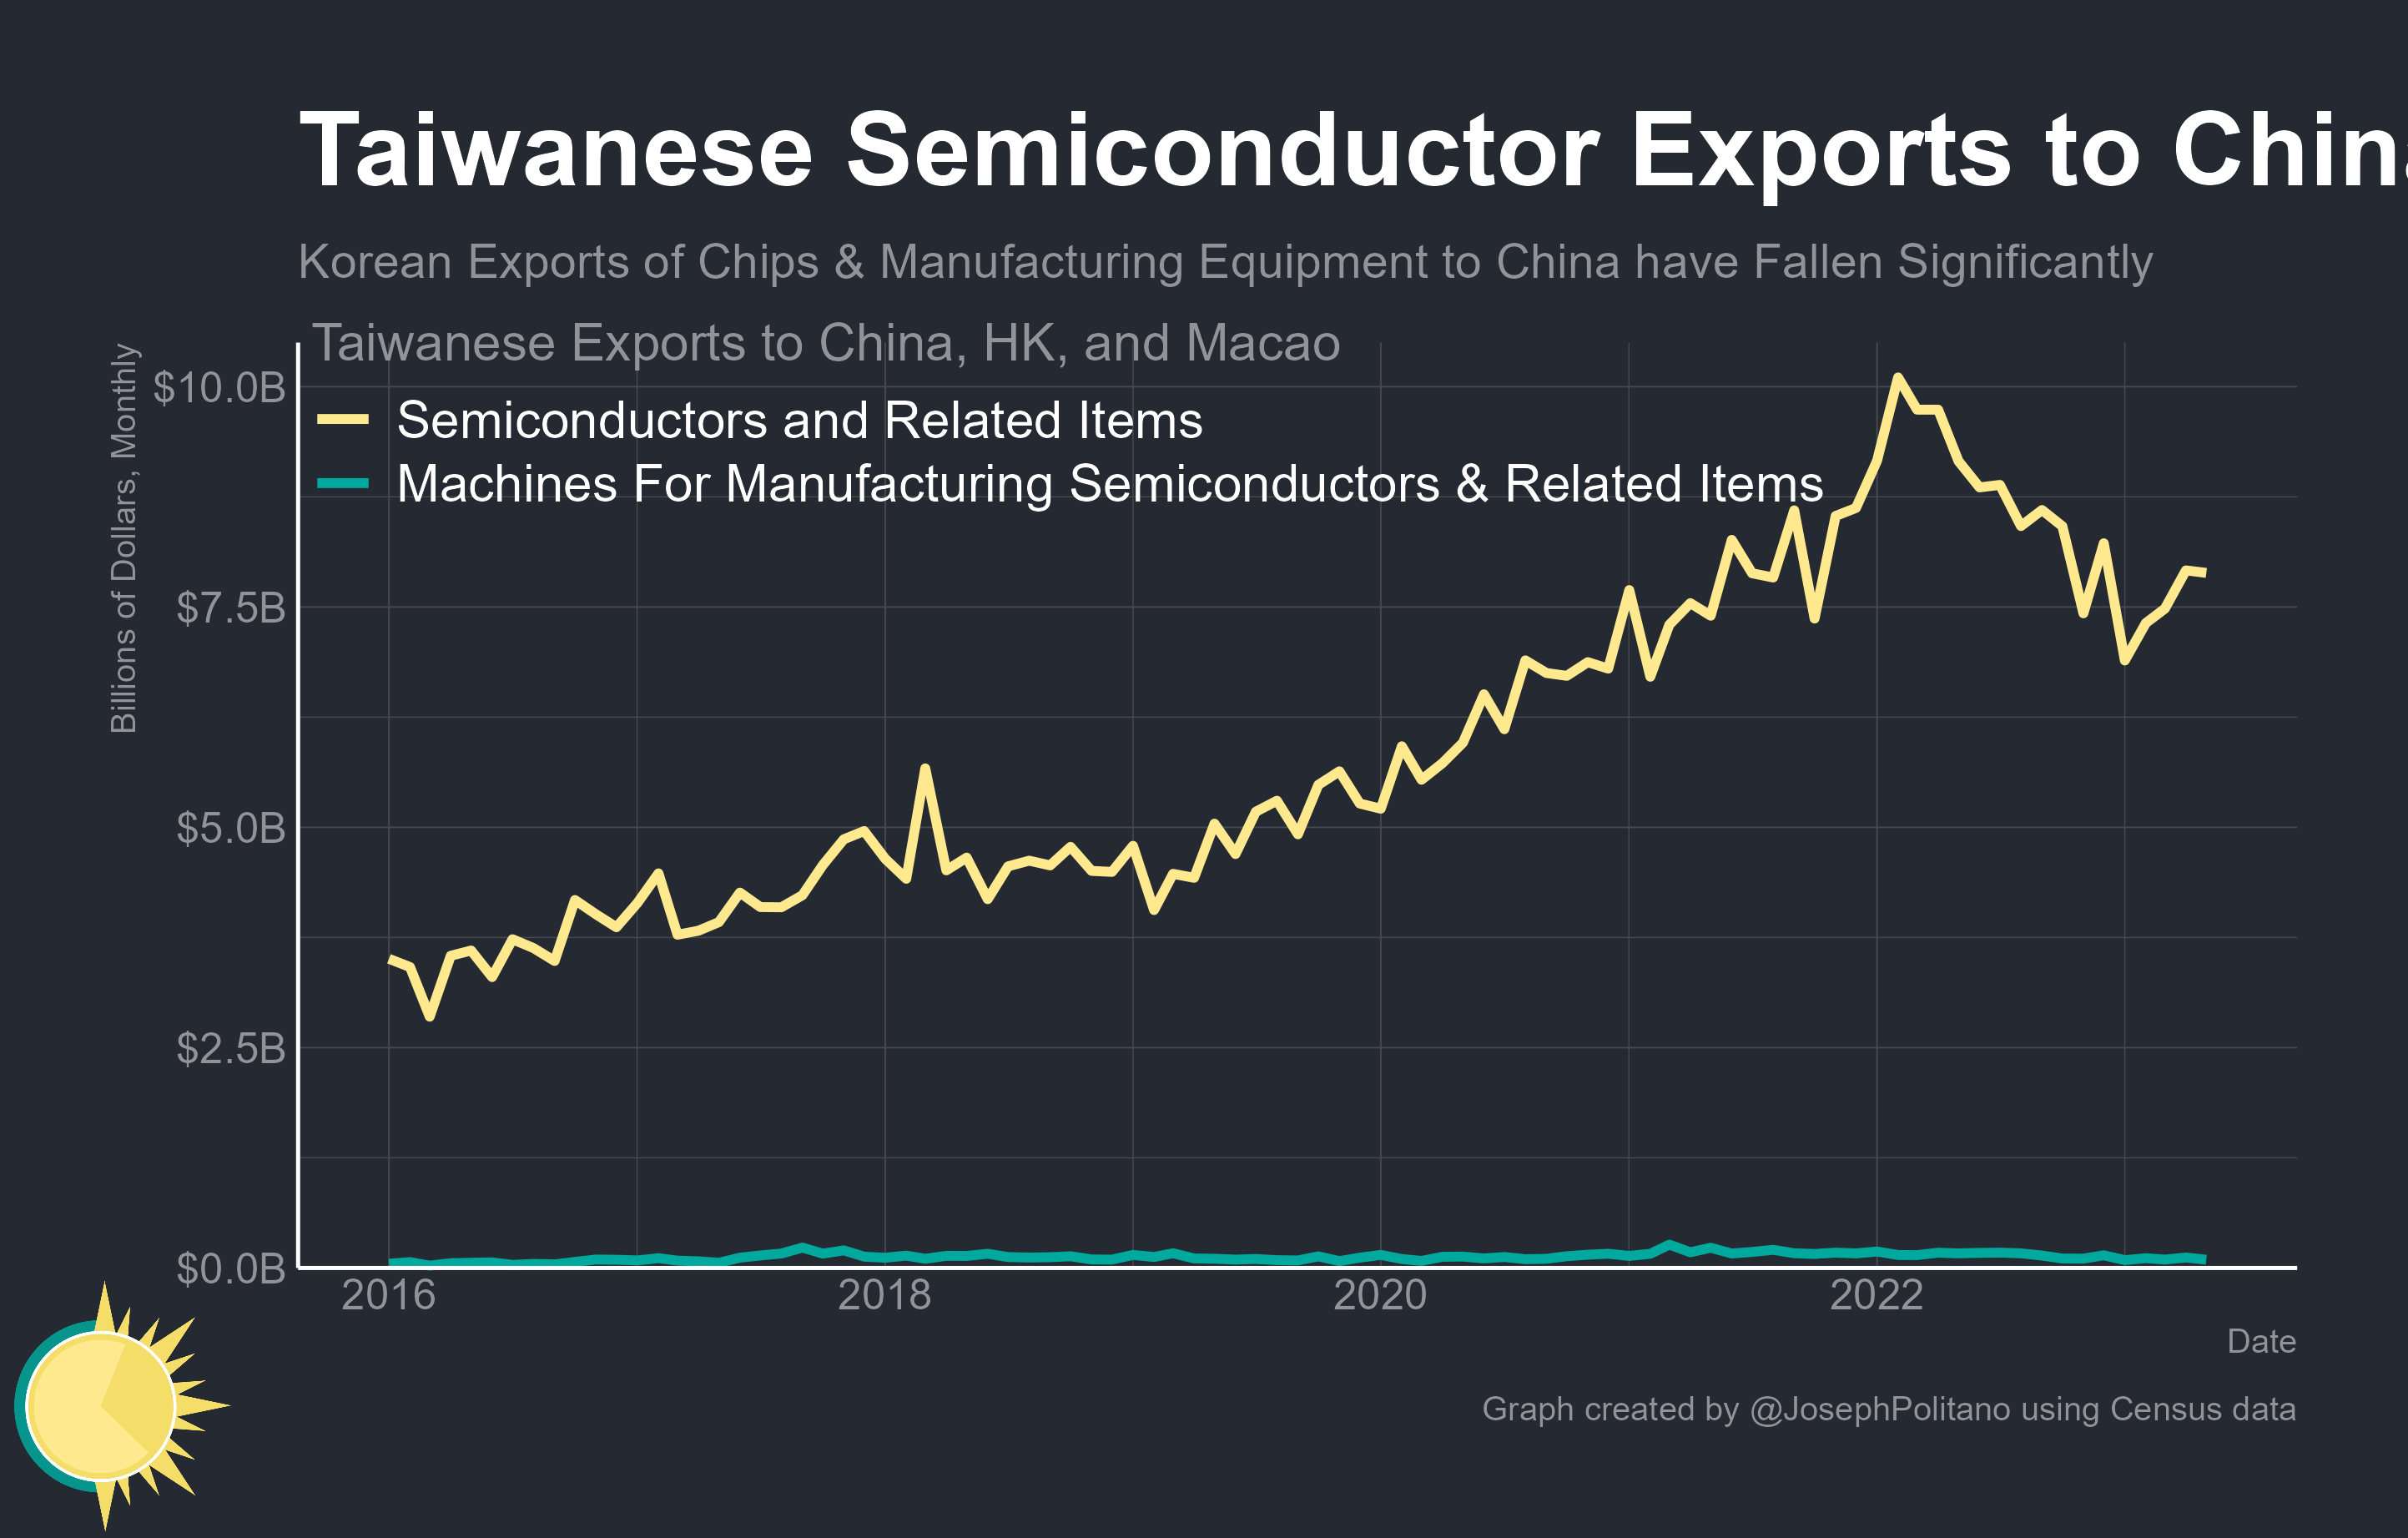 Taiwanese Semiconductor Exports to China
Korean Exports of Chips & Manufacturing Equipment to China have Fallen Significantly
Taiwanese Exports to China, HK, and Macao
Semiconductors and Related Items
Machines For Manufacturing Semiconductors & Related Items
Billions of Dollars, Monthly
$10.0B
$7.5B
$5.0B
$2.5B
$0.0B
2016 2018 2020 2022
Date
Graph created by @JosephPolitano using Census data